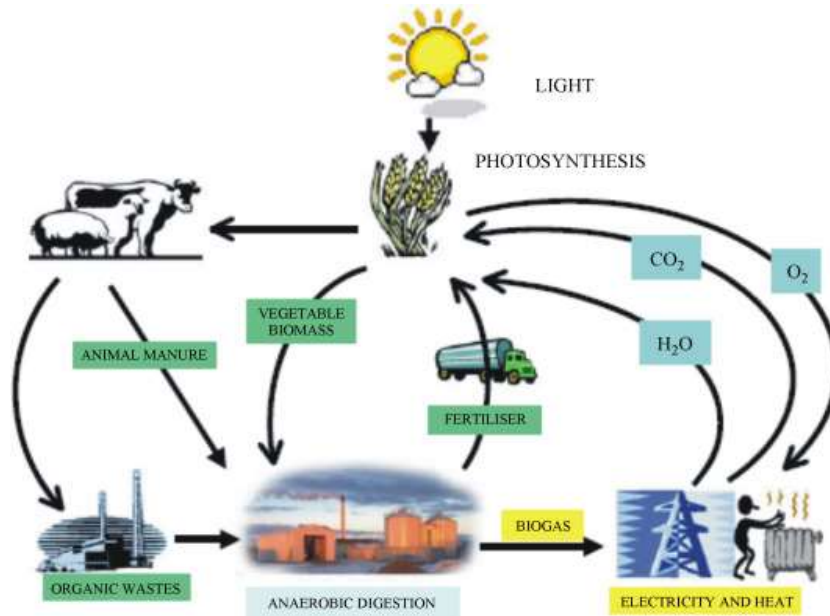 LIGHT
PHOTOSYNTHESIS
CO₂
O₂
H₂O
VEGETABLE
BIOMASS
ANIMAL MANURE
FERTILISER
BIOGAS
ORGANIC WASTES
ANAEROBIC DIGESTION
ELECTRICITY AND HEAT